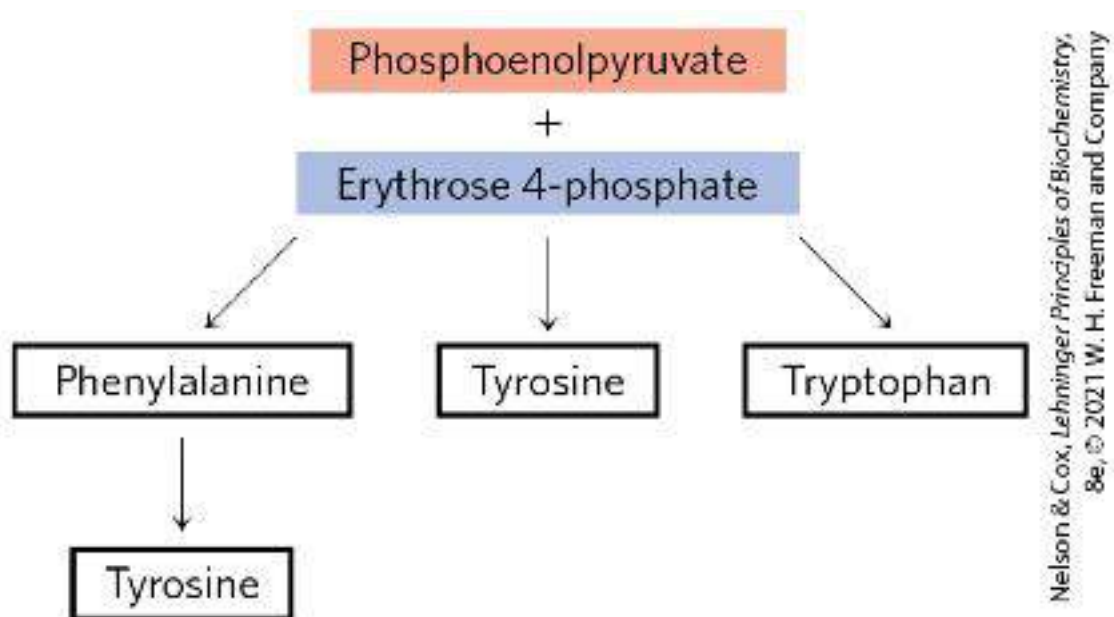 Phosphoenolpyruvate
+
Erythrose 4-phosphate
Phenylalanine
Tyrosine
Tryptophan
Tyrosine
Nelson & Cox, Lehninger Principles of Biochemistry,
8e, © 2021 W. H. Freeman and Company